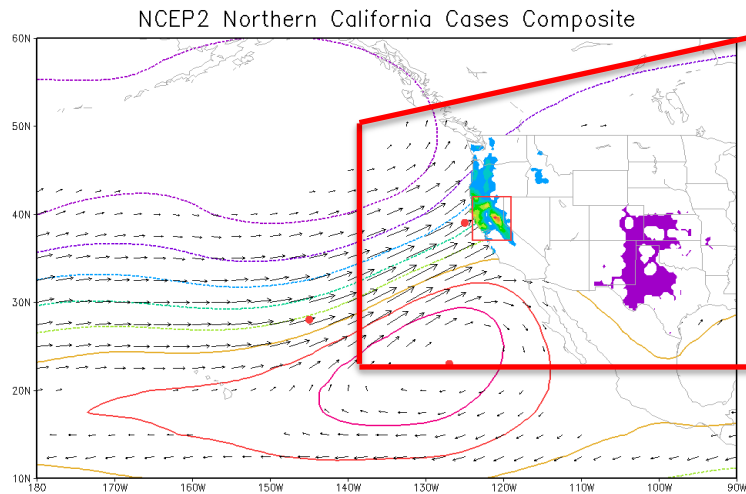 NCEP2 Northern California Cases Composite
60N
50N
40N
30N
20N
10N
180 170W 160W 150W 140W 130W 120W 110W 100W 90W